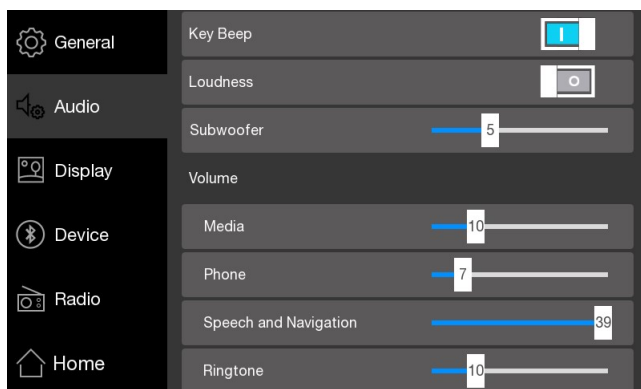 General
Audio
Display
Device
Radio
Home
Key Beep
Loudness
Subwoofer 5
Volume
Media 10
Phone 7
Speech and Navigation 39
Ringtone 10